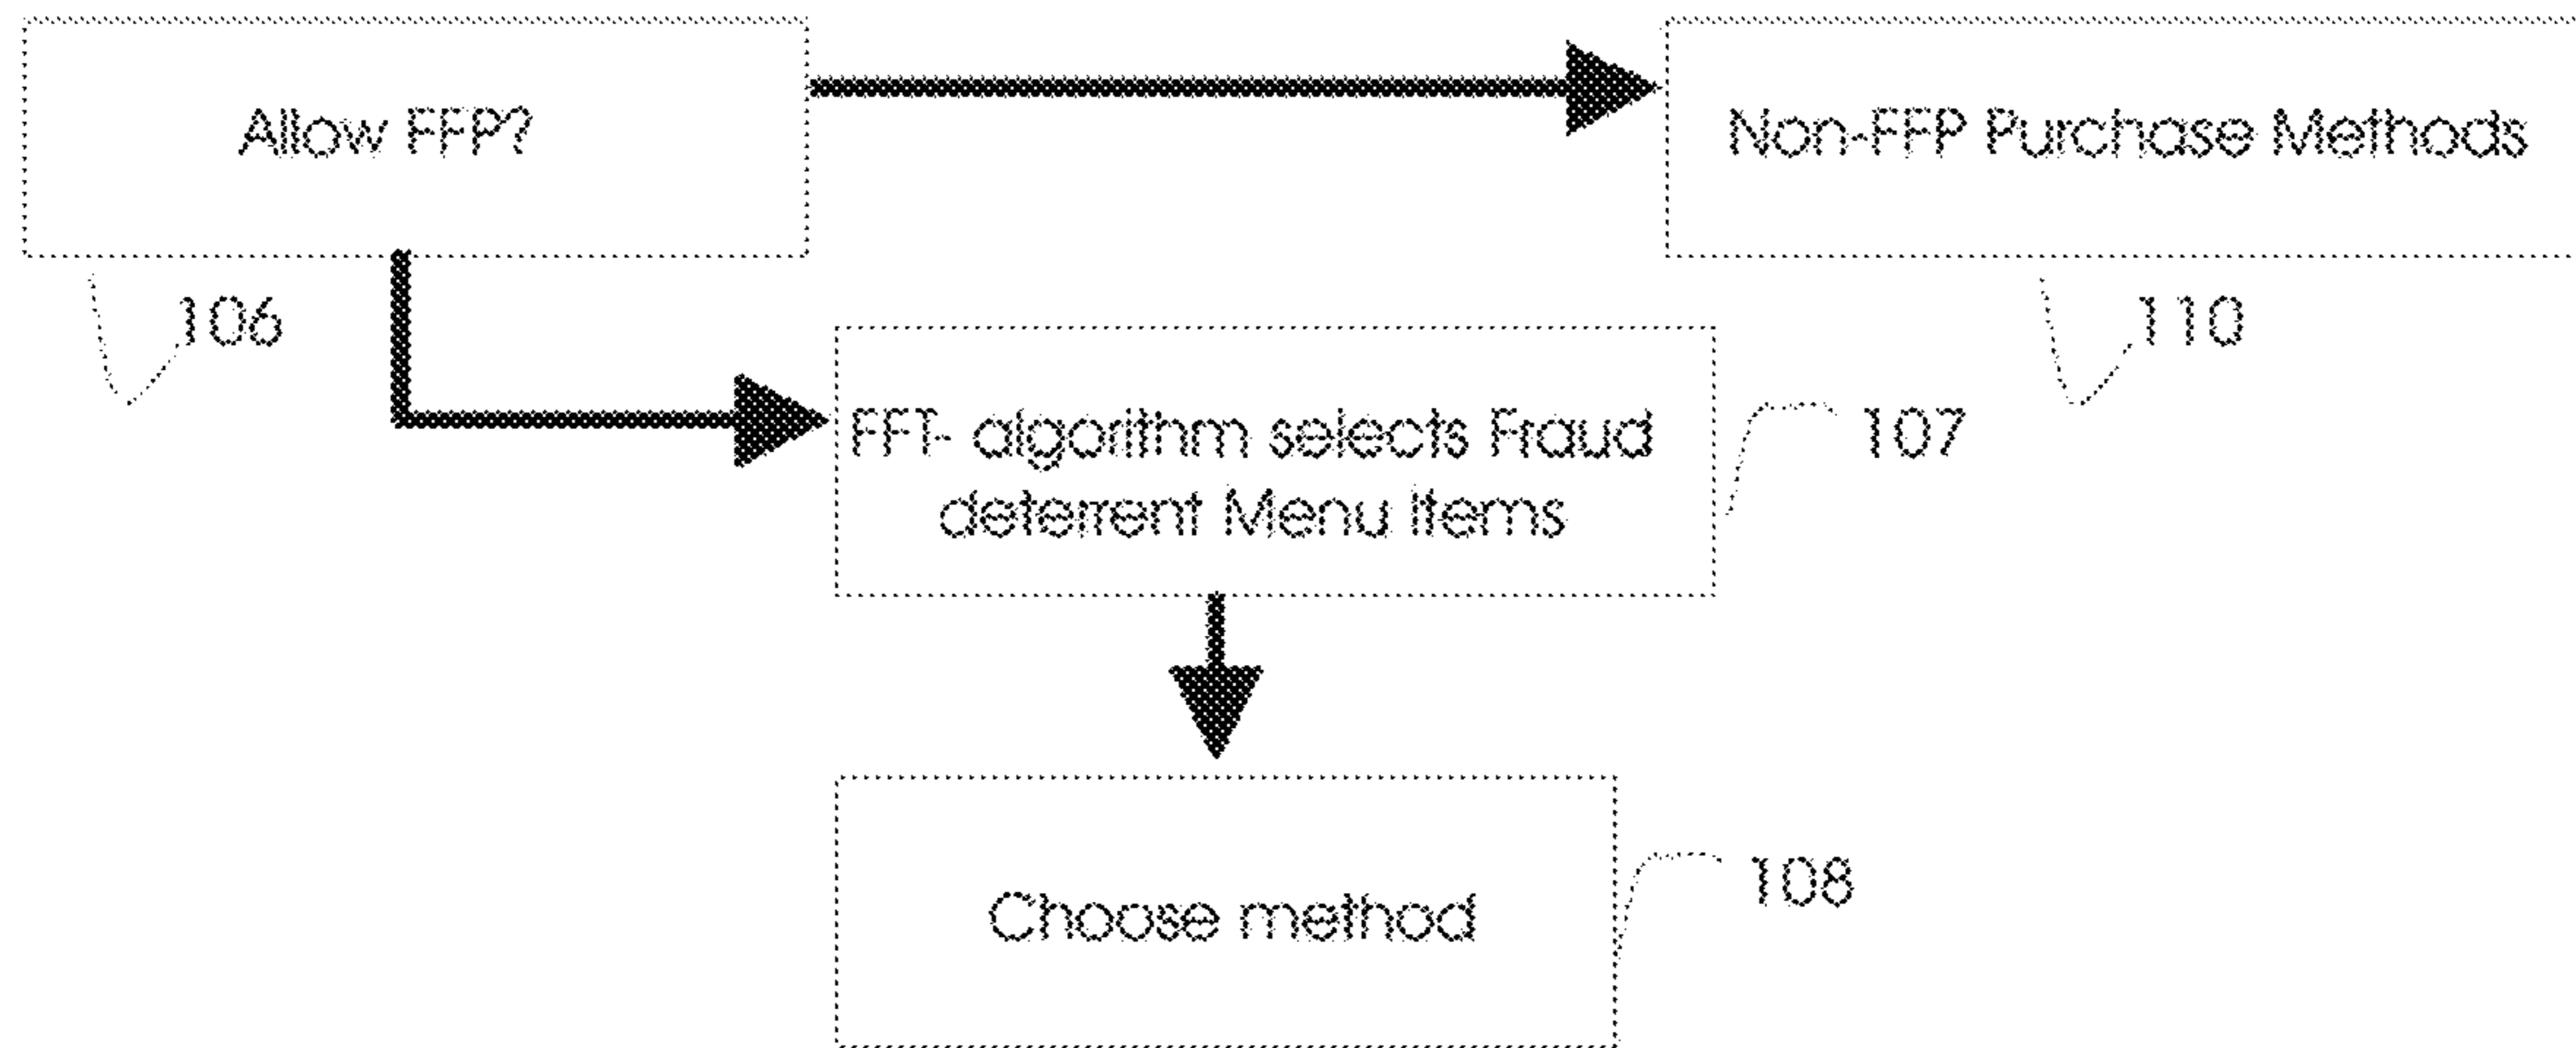 Allow FFP?
Non-FFP Purchase Methods
106
110
FFT- algorithm selects Fraud
deterrent Menu Items
107
Choose method
108